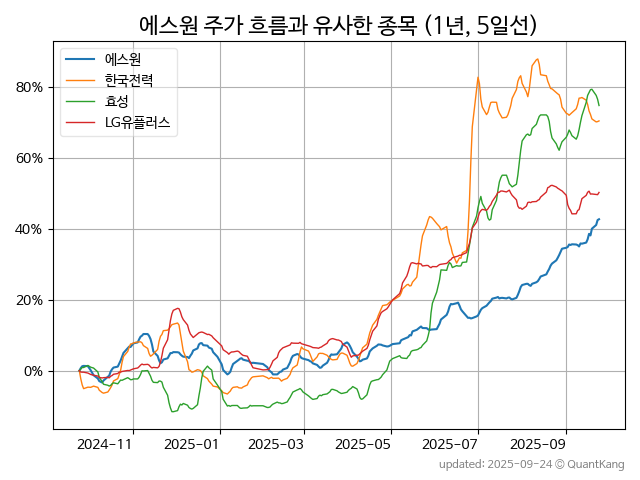 에스원 주가 흐름과 유사한 종목 (1년, 5일선)
에스원
한국전력
효성
LG유플러스
80%
60%
40%
20%
0%
2024-11 2025-01 2025-03 2025-05 2025-07 2025-09
updated: 2025-09-24 © QuantKang